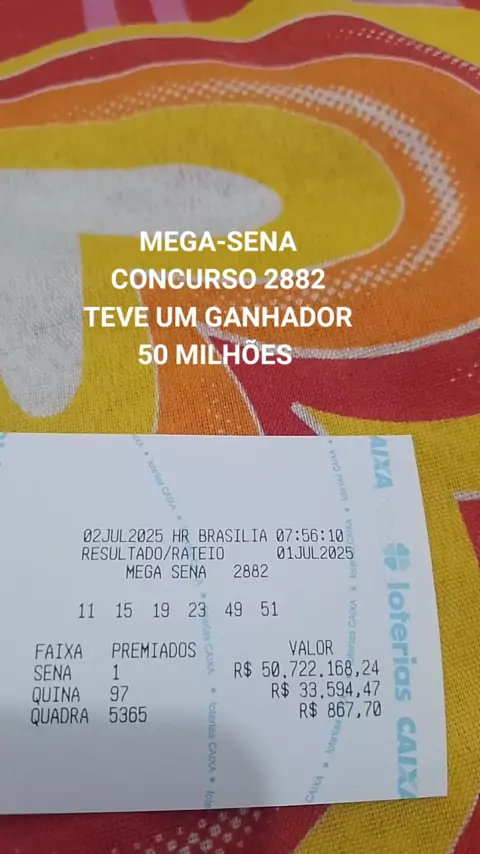 MEGA-SENA
CONCURSO 2882
TEVE UM GANHADOR
50 MILHÕES
02JUL2025 HR BRASILIA 07:56:10
RESULTADO/RATEIO 01JUL2025
MEGA SENA 2882
11 15 19 23 49 51
FAIXA PREMIADOS VALOR
SENA 1 R$ 50.722.168,24
QUINA 97 R$ 33.594,47
QUADRA 5365 R$ 867,70
loterias CAIXA